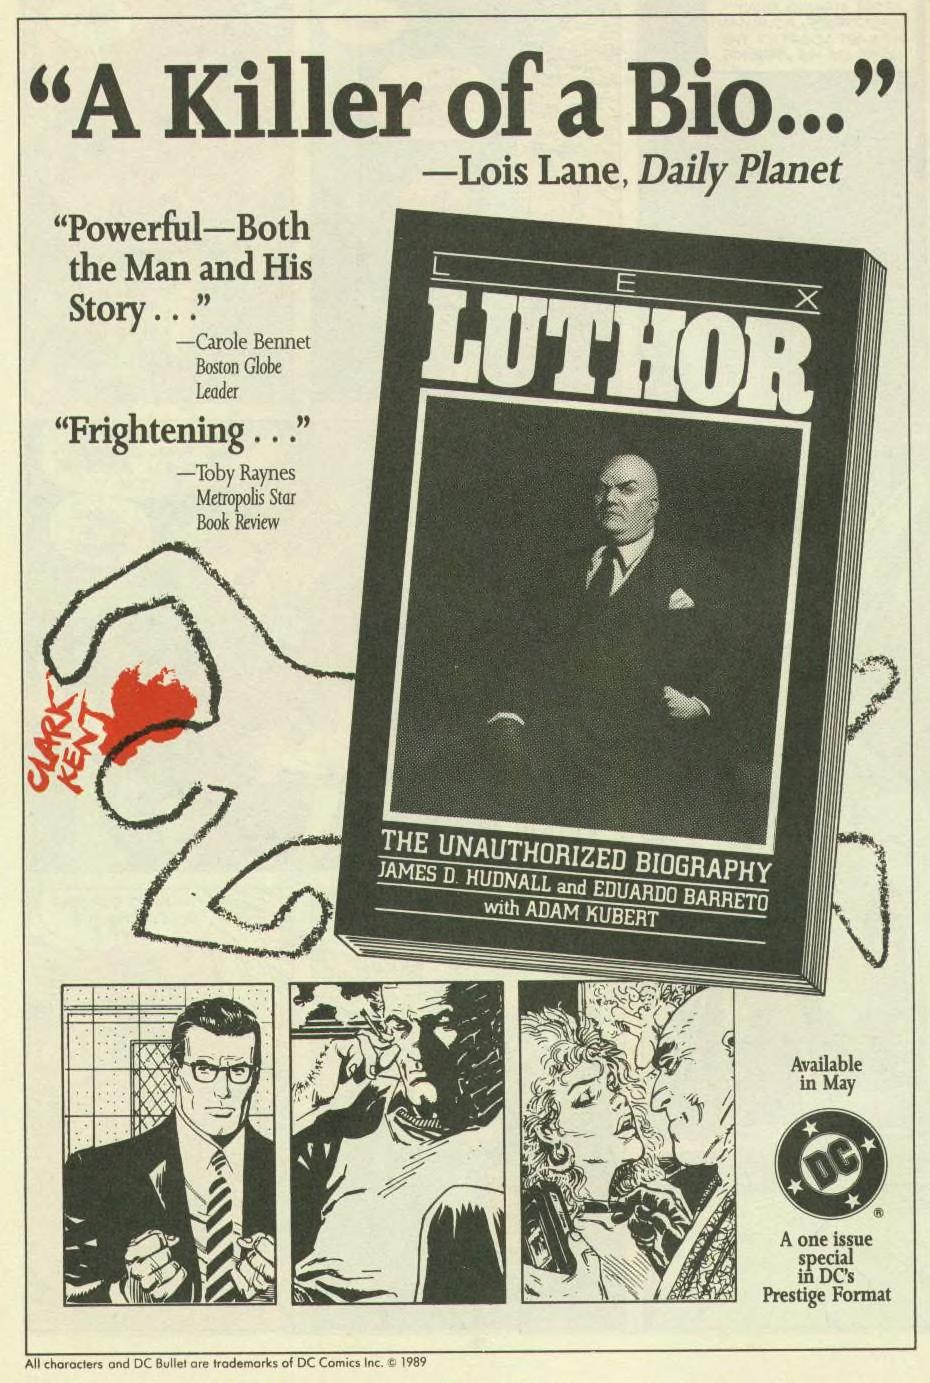 “A Killer of a Bio...”
—Lois Lane, Daily Planet
“Powerful—Both
the Man and His
Story . . .”
—Carole Bennet
Boston Globe
Leader
“Frightening . . .”
—Toby Raynes
Metropolis Star
Book Review
LEX
LUTHOR
THE UNAUTHORIZED BIOGRAPHY
JAMES D. HUDNALL and EDUARDO BARRETO
with ADAM KUBERT
CLARK
KENT
Available
in May
DC
®
A one issue
special
in DC's
Prestige Format
All characters and DC Bullet are trademarks of DC Comics Inc. © 1989